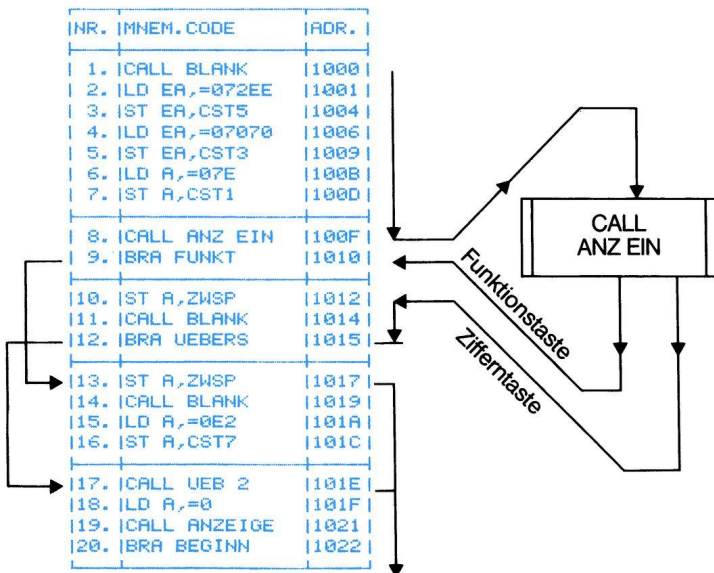 NR. MNEM.CODE ADR.
1. CALL BLANK 1000
2. LD EA,=072EE 1001
3. ST EA,CST5 1004
4. LD EA,=07070 1006
5. ST EA,CST3 1009
6. LD A,=07E 100B
7. ST A,CST1 100D
8. CALL ANZ EIN 100F
9. BRA FUNKT 1010
10. ST A,ZWSP 1012
11. CALL BLANK 1014
12. BRA UEBERS 1015
13. ST A,ZWSP 1017
14. CALL BLANK 1019
15. LD A,=0E2 101A
16. ST A,CST7 101C
17. CALL UEB 2 101E
18. LD A,=0 101F
19. CALL ANZEIGE 1021
20. BRA BEGINN 1022
CALL
ANZ EIN
Funktionstaste
Zifferntaste